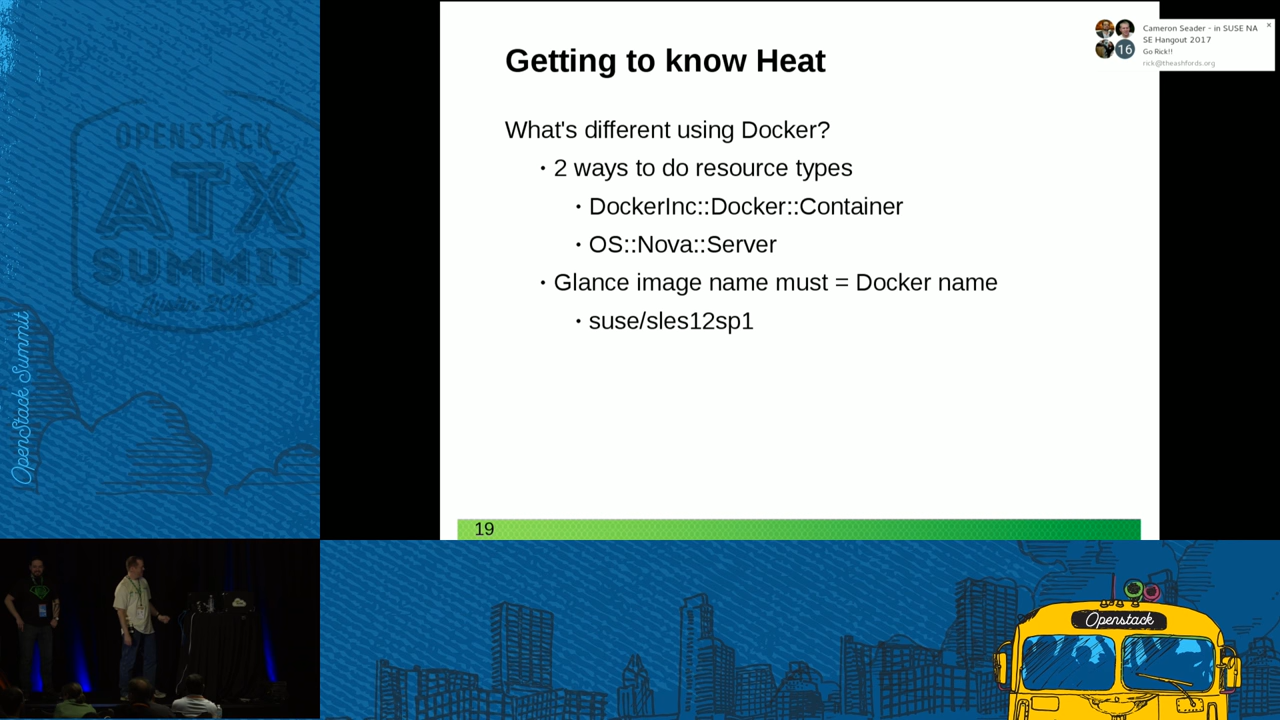 Getting to know Heat
What's different using Docker?
• 2 ways to do resource types
• DockerInc::Docker::Container
• OS::Nova::Server
• Glance image name must = Docker name
• suse/sles12sp1
19
Cameron Seader - in SUSE NA
SE Hangout 2017
Go Rick!!
rick@theashfords.org
16
×
OPENSTACK
ATX
SUMMIT
OpenStack Summit
Openstack